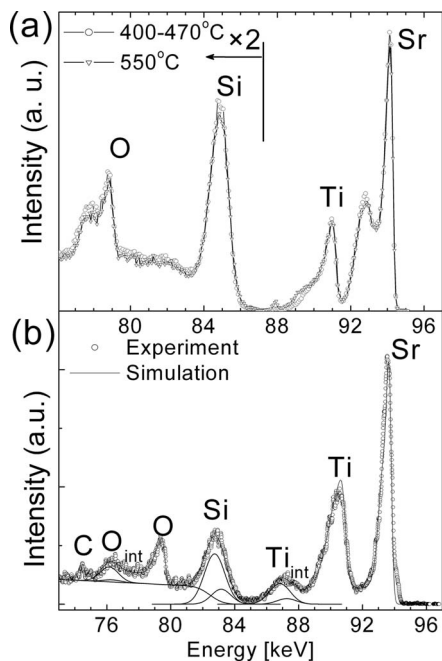 (a)
400-470°C
550°C
×2
O
Si
Ti
Sr
Intensity (a. u.)
80
84
88
92
96
(b)
Experiment
Simulation
C
O int
O
Si
Ti int
Ti
Sr
Intensity (a.u.)
76
80
84
88
92
96
Energy [keV]